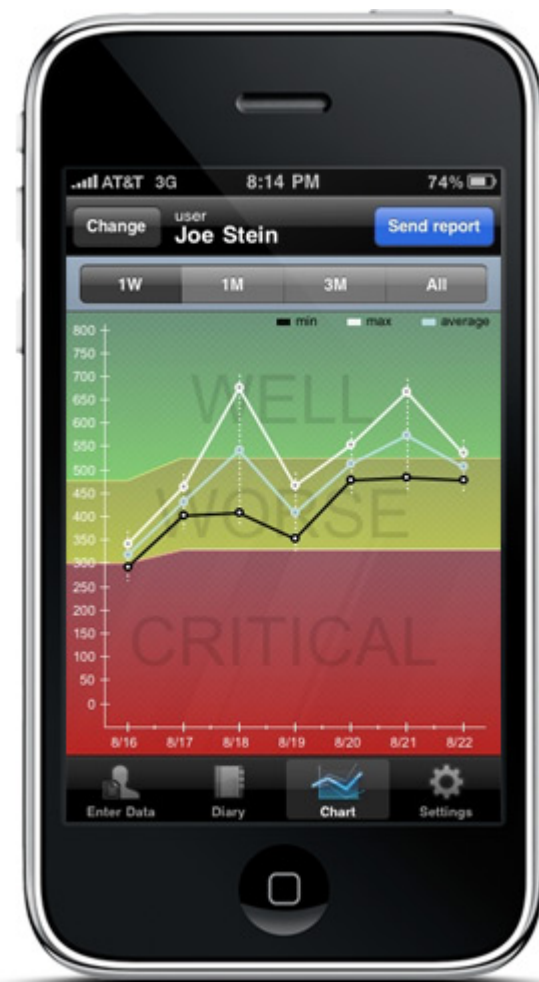 AT&T 3G 8:14 PM 74%
Change user Joe Stein Send report
1W 1M 3M All
min max average
800
750
700
650
600
550
500
450
400
350
300
250
200
150
100
50
0
WELL
WORSE
CRITICAL
8/16 8/17 8/18 8/19 8/20 8/21 8/22
Enter Data Diary Chart Settings